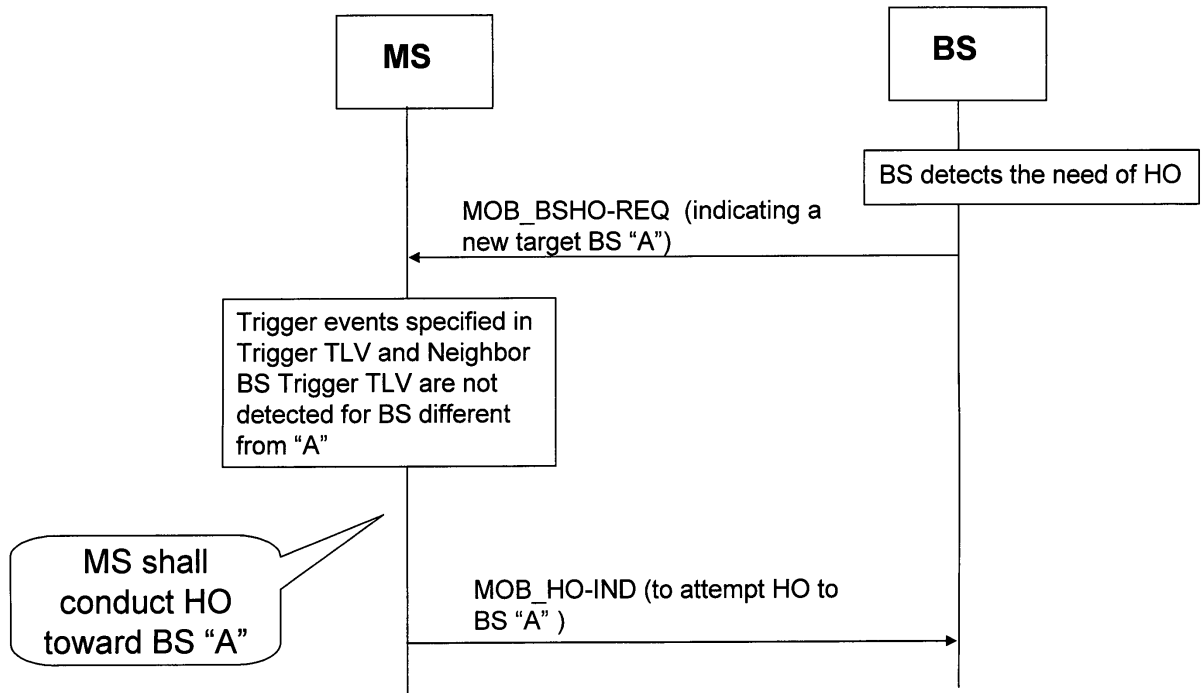 MS
BS
BS detects the need of HO
MOB_BSHO-REQ (indicating a
new target BS “A”)
Trigger events specified in
Trigger TLV and Neighbor
BS Trigger TLV are not
detected for BS different
from “A”
MS shall
conduct HO
toward BS “A”
MOB_HO-IND (to attempt HO to
BS “A” )